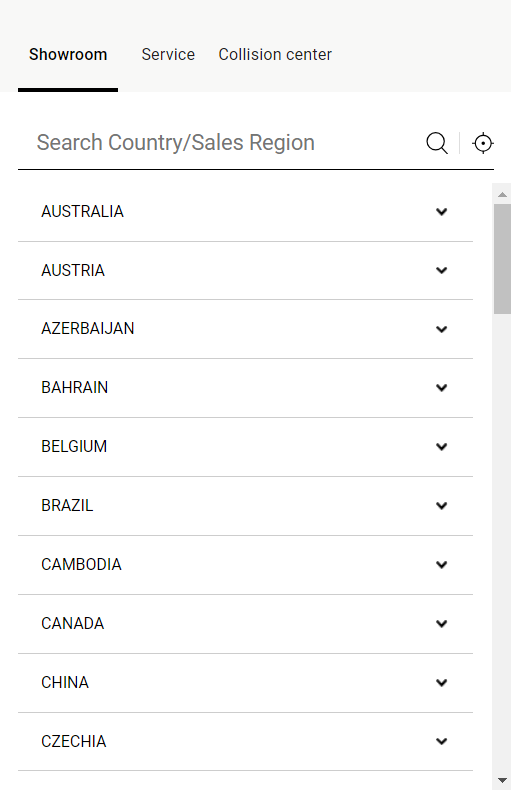 Showroom Service Collision center
Search Country/Sales Region
AUSTRALIA
AUSTRIA
AZERBAIJAN
BAHRAIN
BELGIUM
BRAZIL
CAMBODIA
CANADA
CHINA
CZECHIA